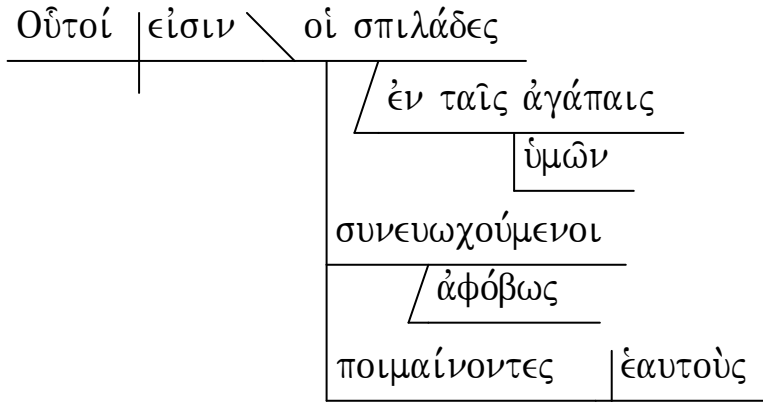 Οὗτοί εἰσιν οἱ σπιλάδες
ἐν ταῖς ἀγάπαις
ὑμῶν
συνευωχούμενοι
ἀφόβως
ποιμαίνοντες ἑαυτοὺς